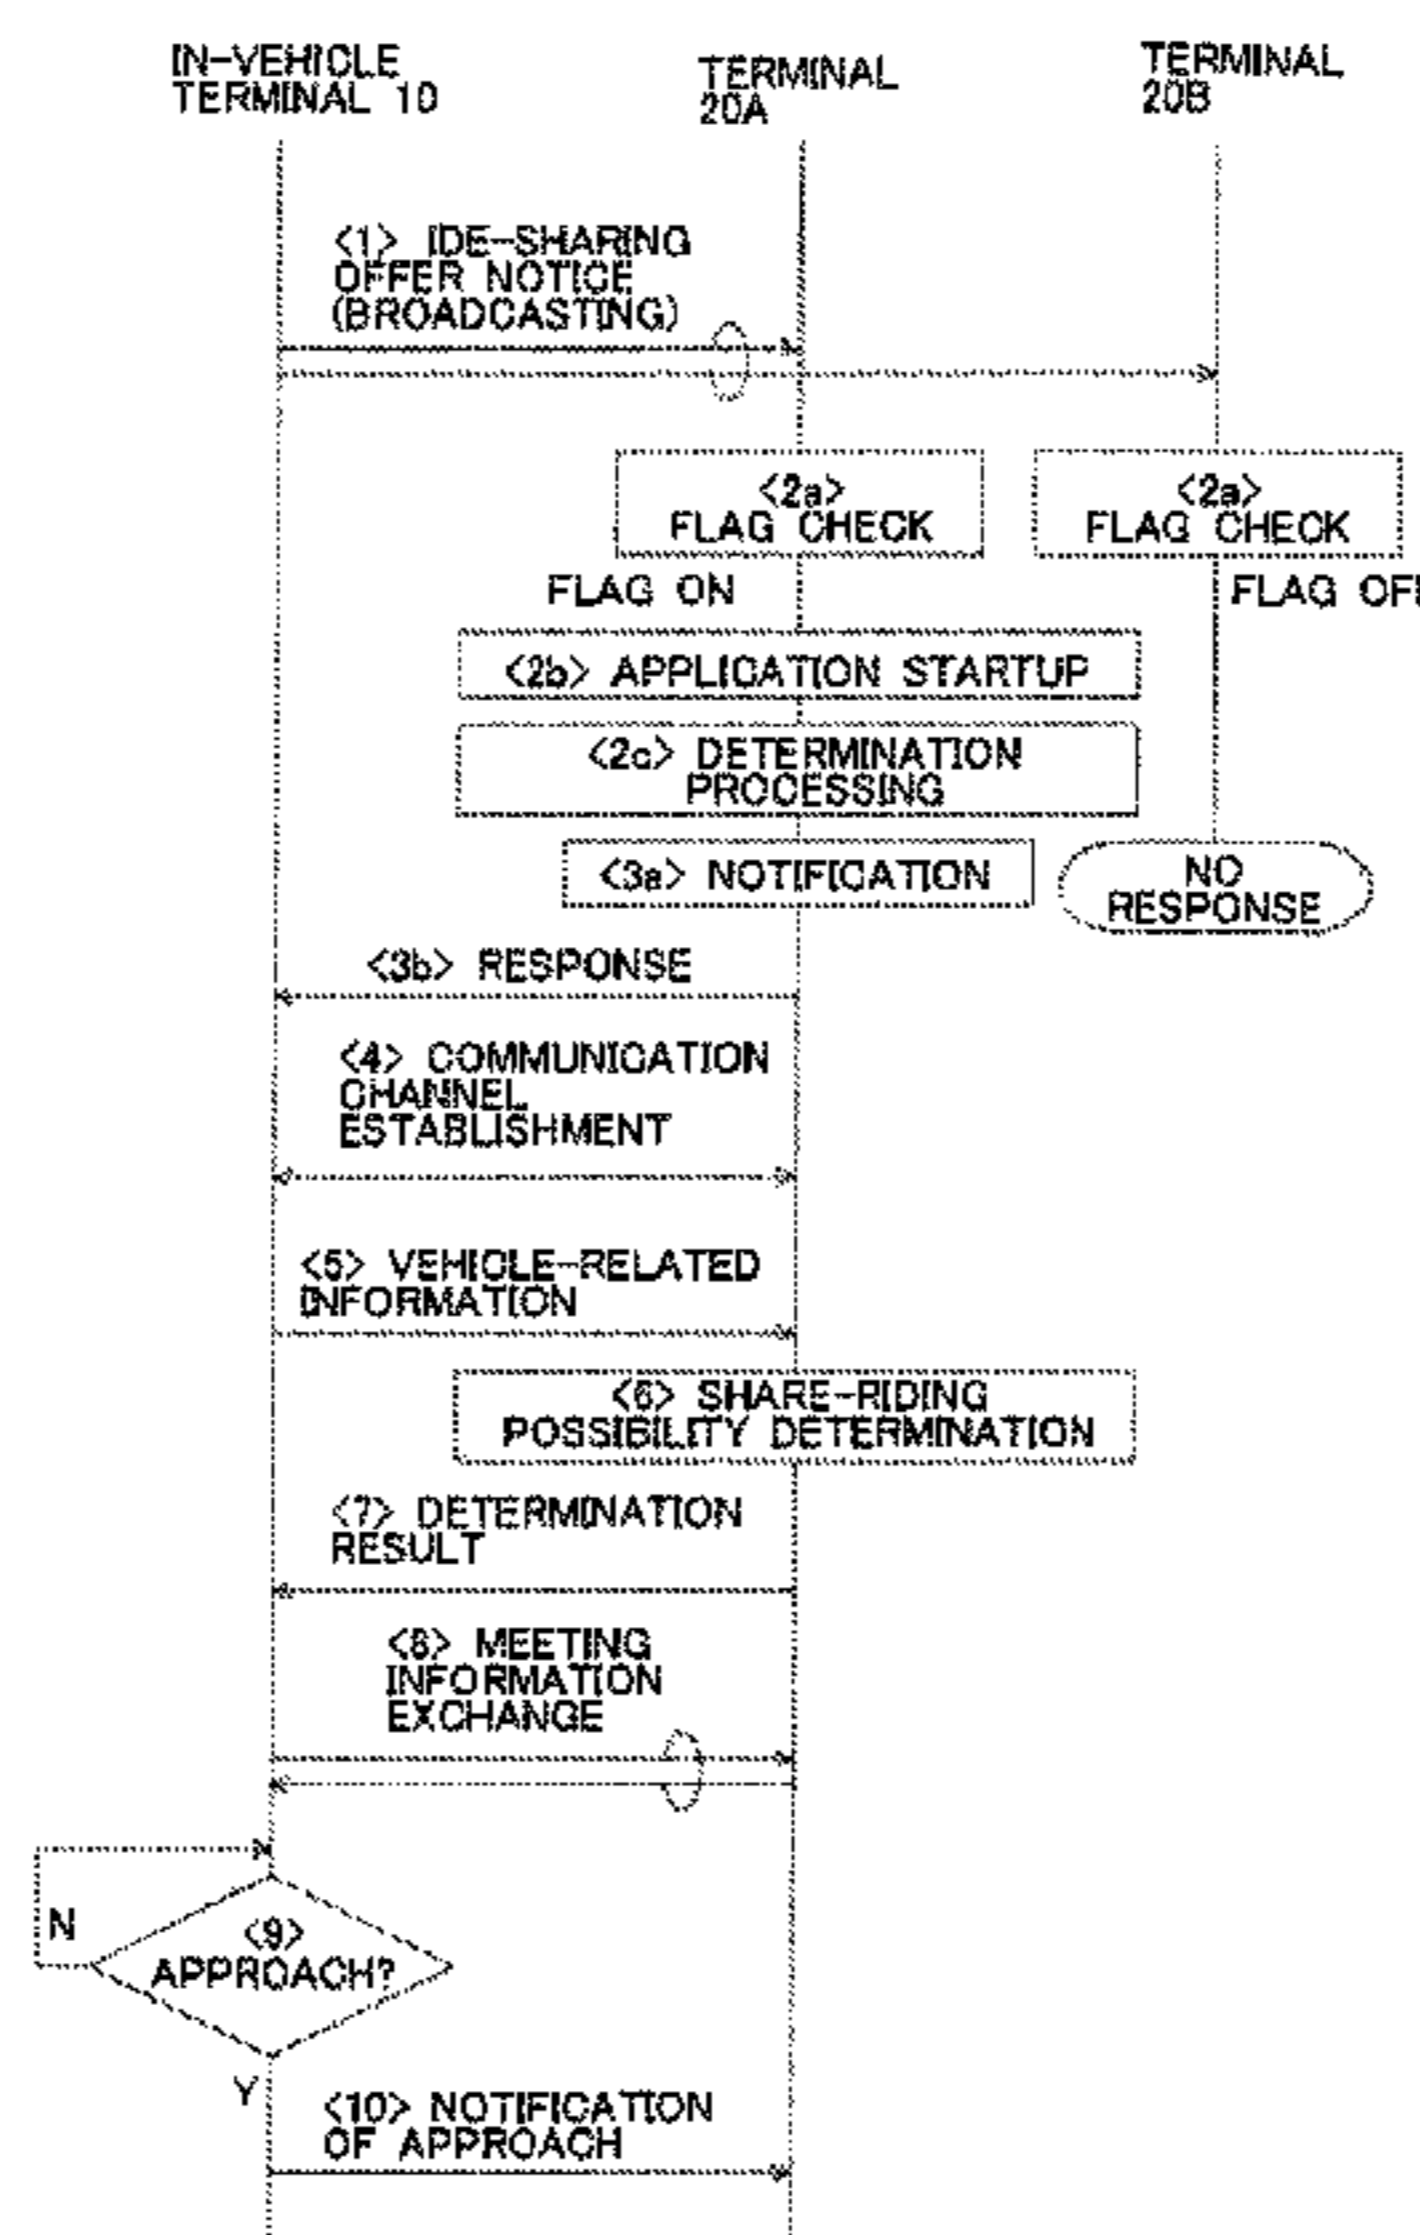 IN-VEHICLE
TERMINAL 10
TERMINAL
20A
TERMINAL
20B
<1> IDE-SHARING
OFFER NOTICE
(BROADCASTING)
<2a>
FLAG CHECK
<2a>
FLAG CHECK
FLAG ON
FLAG OF
<2b> APPLICATION STARTUP
<2c> DETERMINATION
PROCESSING
<3a> NOTIFICATION
NO
RESPONSE
<3b> RESPONSE
<4> COMMUNICATION
CHANNEL
ESTABLISHMENT
<5> VEHICLE-RELATED
INFORMATION
<6> SHARE-RIDING
POSSIBILITY DETERMINATION
<7> DETERMINATION
RESULT
<8> MEETING
INFORMATION
EXCHANGE
N
<9>
APPROACH?
Y
<10> NOTIFICATION
OF APPROACH